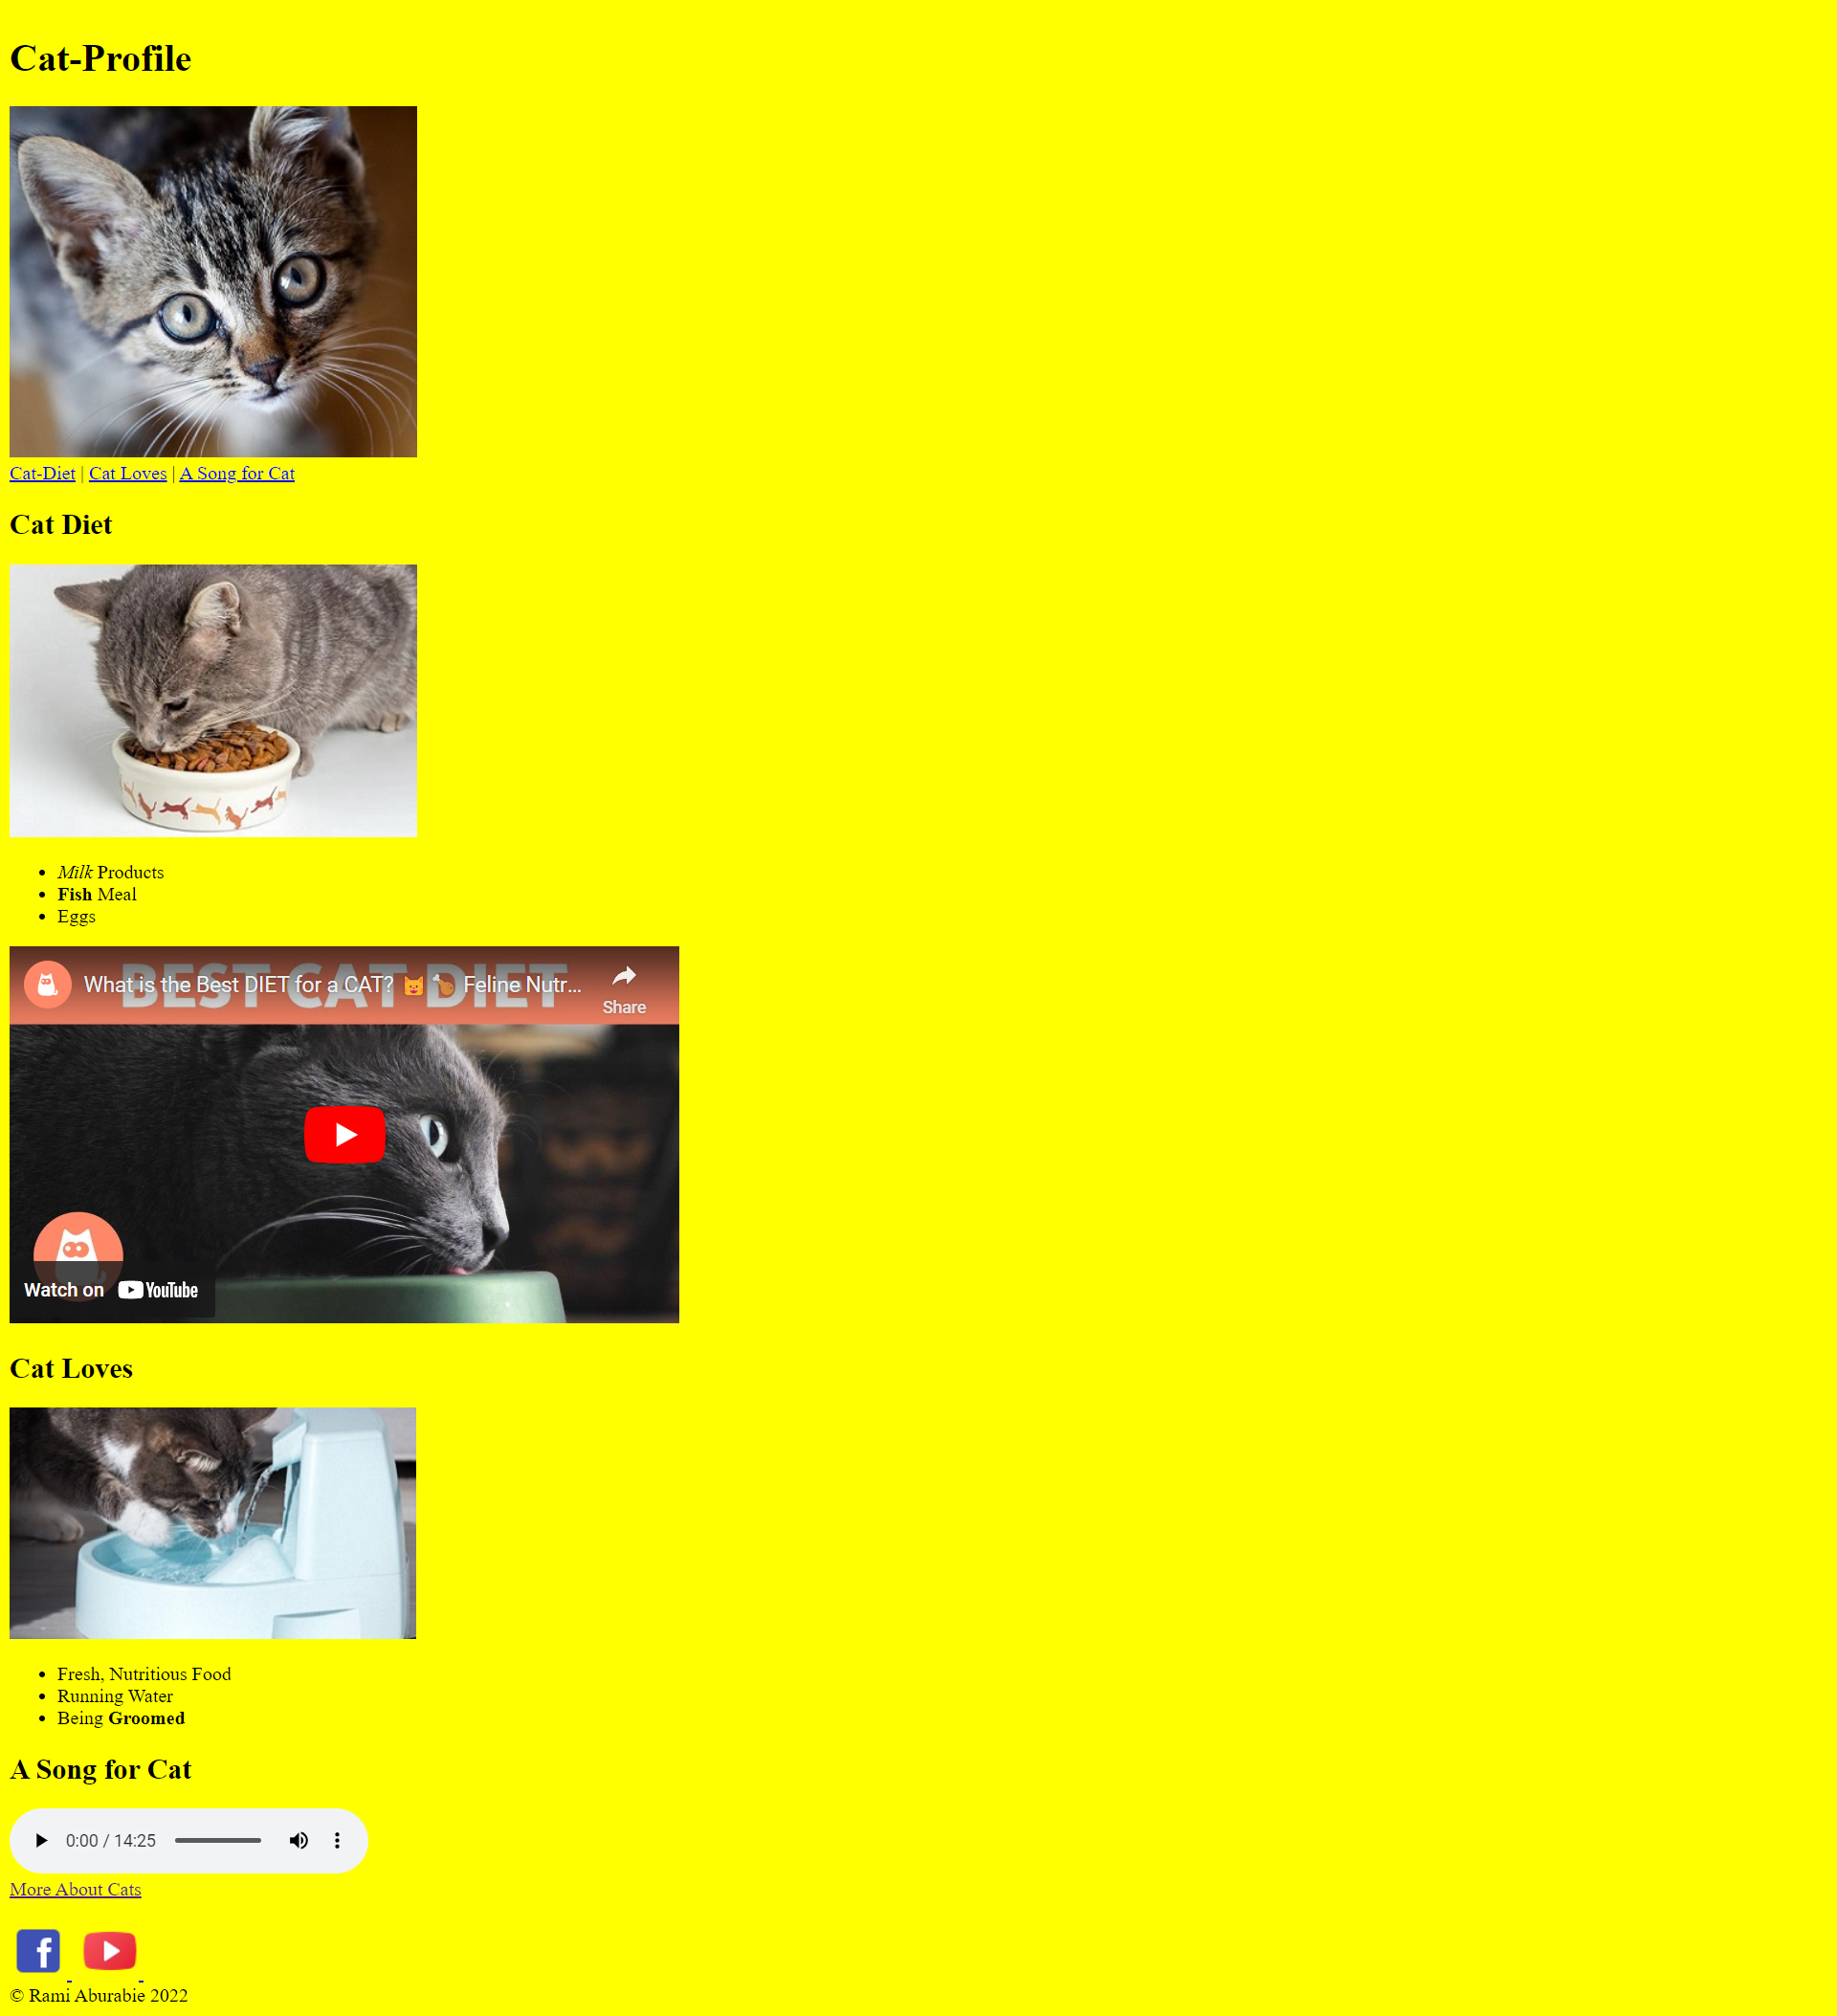 Cat-Profile
Cat-Diet | Cat Loves | A Song for Cat
Cat Diet
Milk Products
Fish Meal
Eggs
BEST CAT DIET
What is the Best DIET for a CAT? 😺🍗 Feline Nutr...
Share
Watch on YouTube
Cat Loves
Fresh, Nutritious Food
Running Water
Being Groomed
A Song for Cat
0:00 / 14:25
More About Cats
f
© Rami Aburabie 2022